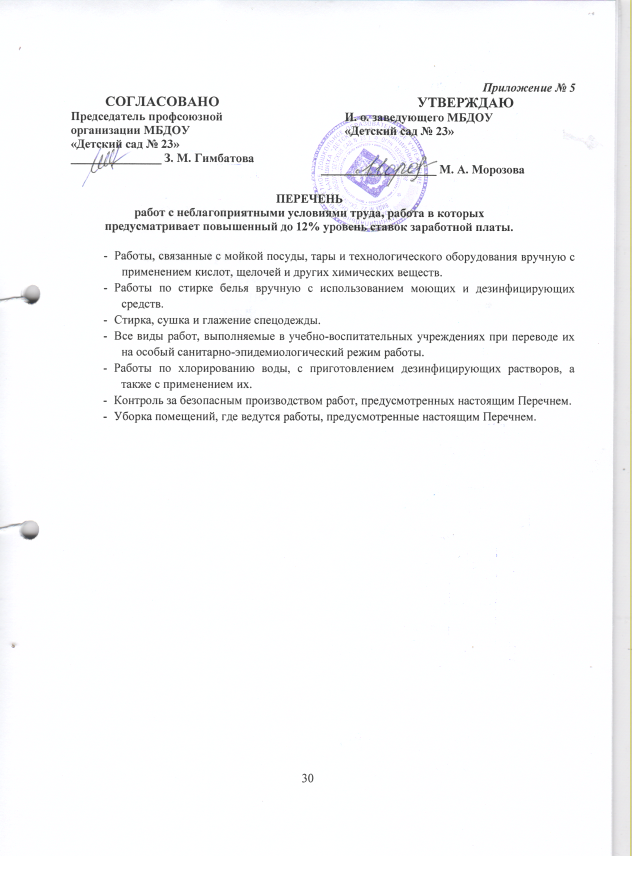 Приложение № 5
СОГЛАСОВАНО
Председатель профсоюзной
организации МБДОУ
«Детский сад № 23»
З. М. Гимбатова
УТВЕРЖДАЮ
И. о. заведующего МБДОУ
«Детский сад № 23»
М. А. Морозова
ПЕРЕЧЕНЬ
работ с неблагоприятными условиями труда, работа в которых
предусматривает повышенный до 12% уровень ставок заработной платы.
- Работы, связанные с мойкой посуды, тары и технологического оборудования вручную с
применением кислот, щелочей и других химических веществ.
- Работы по стирке белья вручную с использованием моющих и дезинфицирующих
средств.
- Стирка, сушка и глажение спецодежды.
- Все виды работ, выполняемые в учебно-воспитательных учреждениях при переводе их
на особый санитарно-эпидемиологический режим работы.
- Работы по хлорированию воды, с приготовлением дезинфицирующих растворов, а
также с применением их.
- Контроль за безопасным производством работ, предусмотренных настоящим Перечнем.
- Уборка помещений, где ведутся работы, предусмотренные настоящим Перечнем.
30